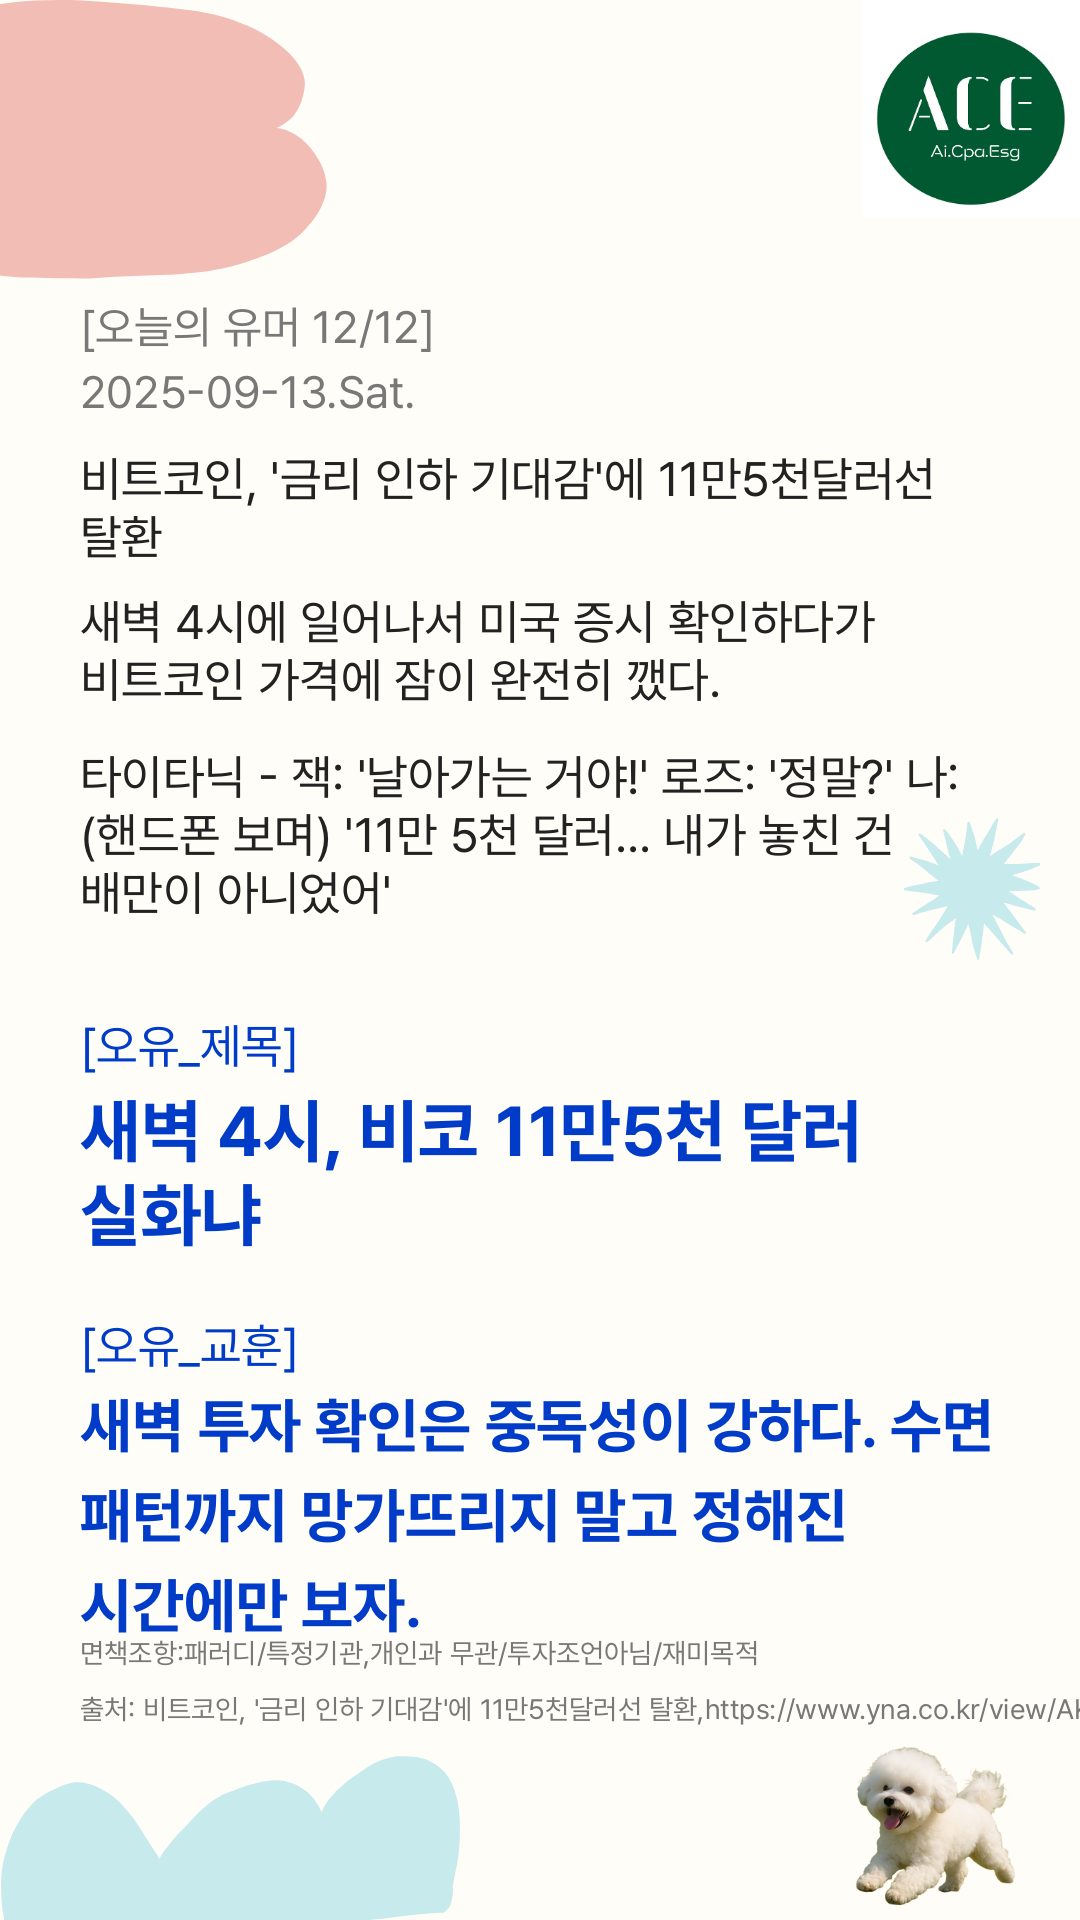 ACE
Ai.Cpa.Esg
[오늘의 유머 12/12]
2025-09-13.Sat.
비트코인, '금리 인하 기대감'에 11만5천달러선
탈환
새벽 4시에 일어나서 미국 증시 확인하다가
비트코인 가격에 잠이 완전히 깼다.
타이타닉 - 잭: '날아가는 거야!' 로즈: '정말?' 나:
(핸드폰 보며) '11만 5천 달러... 내가 놓친 건
배만이 아니었어'
[오유_제목]
새벽 4시, 비코 11만5천 달러
실화냐
[오유_교훈]
새벽 투자 확인은 중독성이 강하다. 수면
패턴까지 망가뜨리지 말고 정해진
시간에만 보자.
면책조항:패러디/특정기관,개인과 무관/투자조언아님/재미목적
출처: 비트코인, '금리 인하 기대감'에 11만5천달러선 탈환,https://www.yna.co.kr/view/A